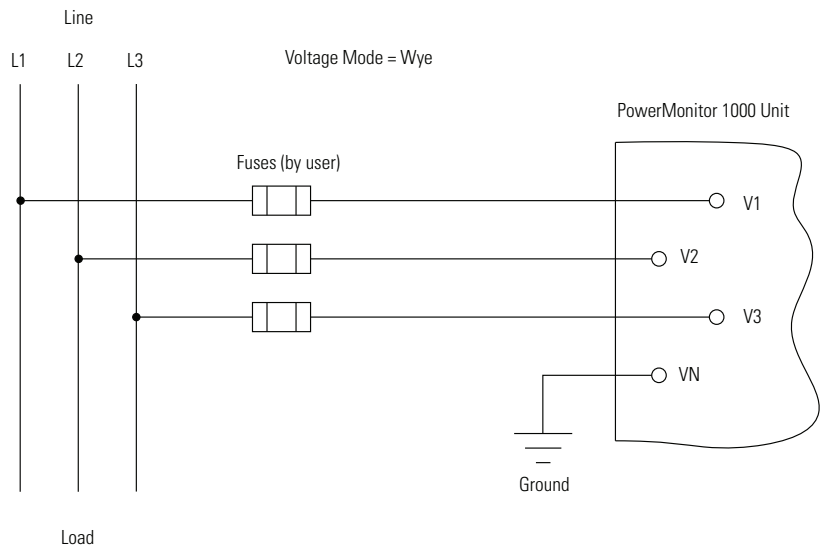 Line
L1
L2
L3
Voltage Mode = Wye
PowerMonitor 1000 Unit
Fuses (by user)
V1
V2
V3
VN
Ground
Load